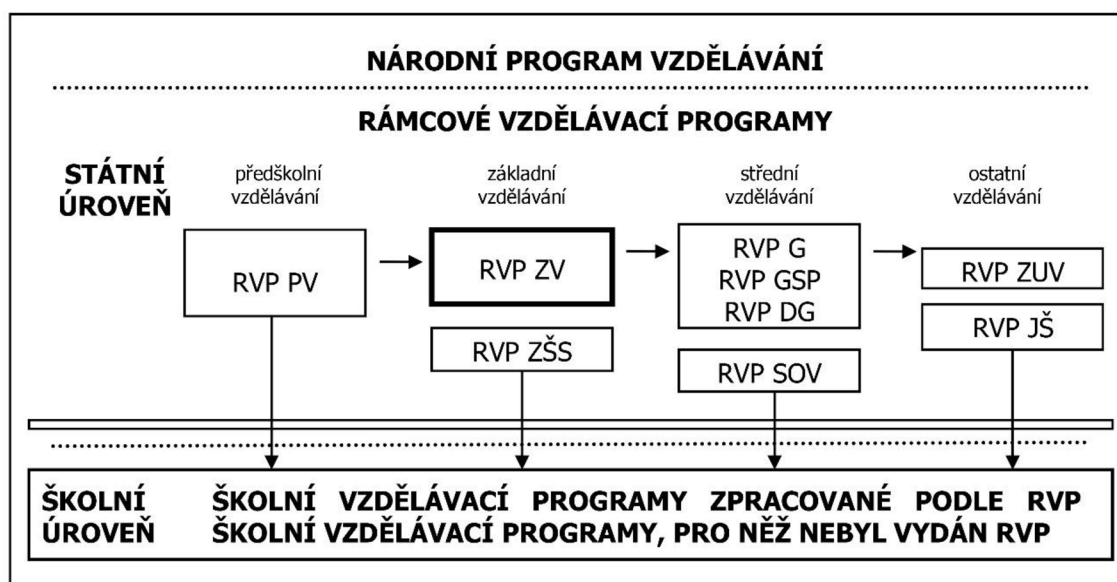 NÁRODNÍ PROGRAM VZDĚLÁVÁNÍ
RÁMCOVÉ VZDĚLÁVACÍ PROGRAMY
STÁTNÍ
ÚROVEŇ
předškolní
vzdělávání
základní
vzdělávání
střední
vzdělávání
ostatní
vzdělávání
RVP PV
RVP ZV
RVP ZŠS
RVP G
RVP GSP
RVP DG
RVP SOV
RVP ZUV
RVP JŠ
ŠKOLNÍ
ÚROVEŇ
ŠKOLNÍ VZDĚLÁVACÍ PROGRAMY ZPRACOVANÉ PODLE RVP
ŠKOLNÍ VZDĚLÁVACÍ PROGRAMY, PRO NĚŽ NEBYL VYDÁN RVP